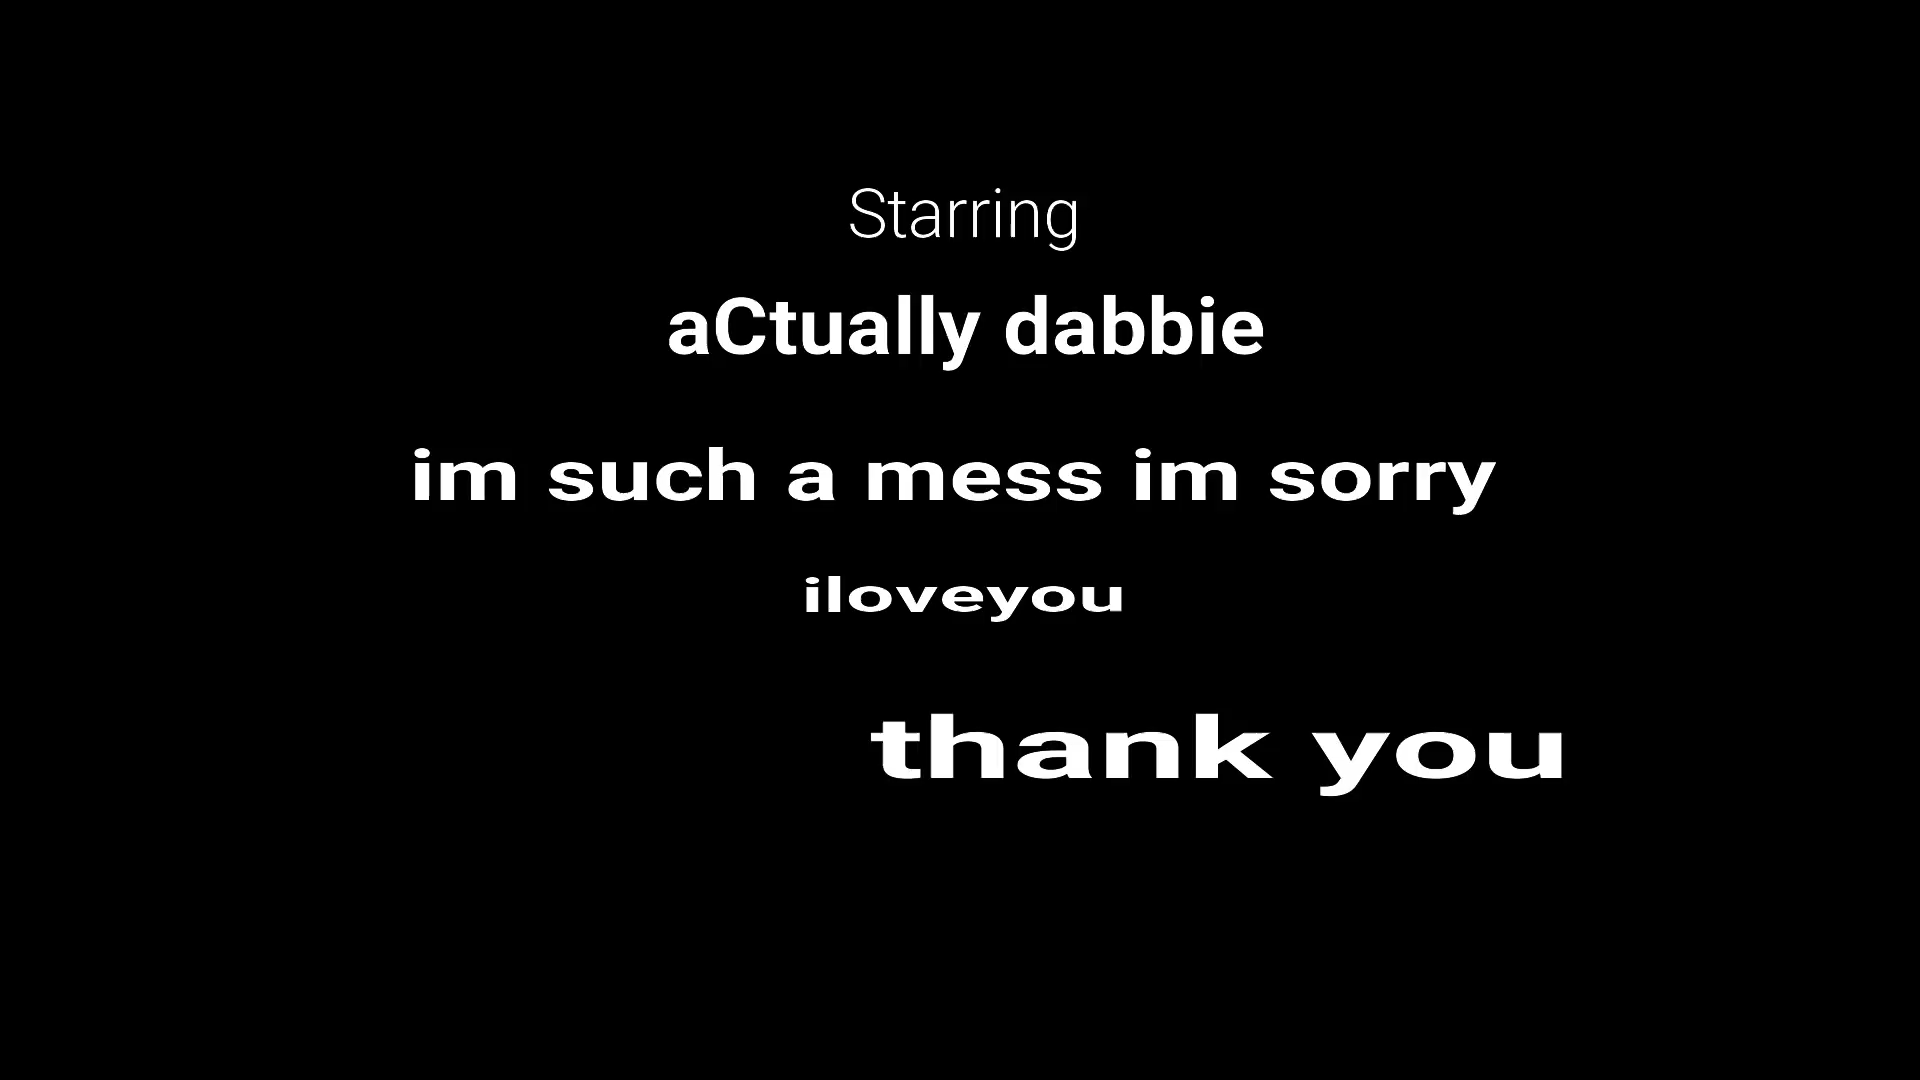 Starring
aCtually dabbie
im such a mess im sorry
iloveyou
thank you